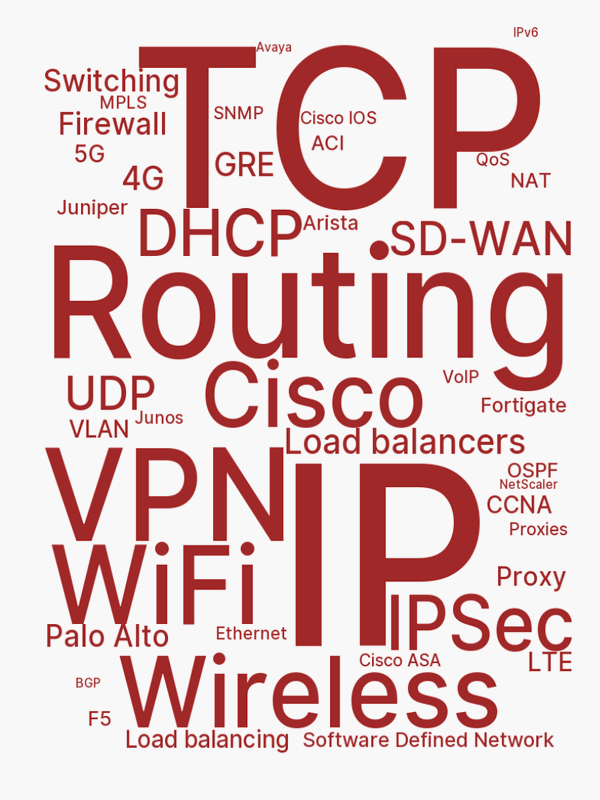 IPv6
Avaya
TCP
Switching
MPLS
SNMP
Cisco IOS
Firewall
ACI
5G
GRE
QoS
4G
NAT
Juniper
DHCP
Arista
SD-WAN
Routing
UDP
Cisco
VoIP
Fortigate
Junos
VLAN
Load balancers
VPN
IP
OSPF
NetScaler
CCNA
Proxies
WiFi
Proxy
IPSec
Palo Alto
Ethernet
Cisco ASA
LTE
BGP
Wireless
F5
Load balancing
Software Defined Network